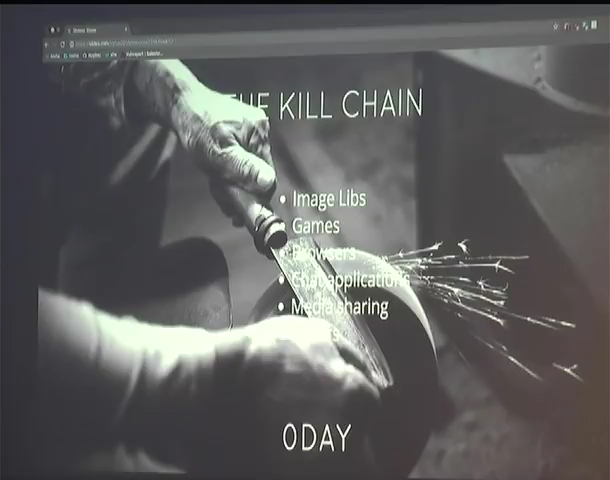 THE KILL CHAIN
• Image Libs
• Games
• Browsers
• Chat applications
• Media sharing
0DAY